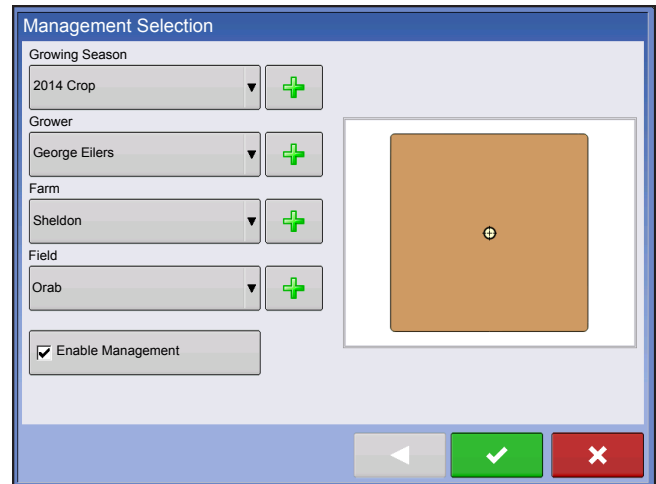 Management Selection
Growing Season
2014 Crop
Grower
George Eilers
Farm
Sheldon
Field
Orab
Enable Management